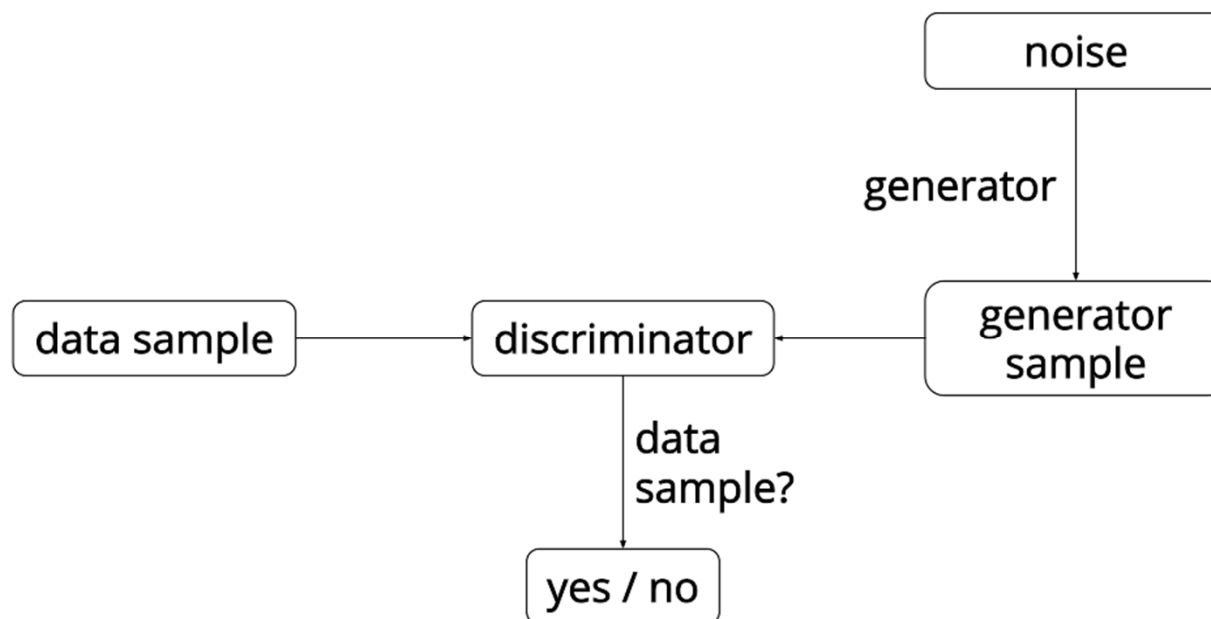 noise
generator
data sample
discriminator
generator
sample
data
sample?
yes / no